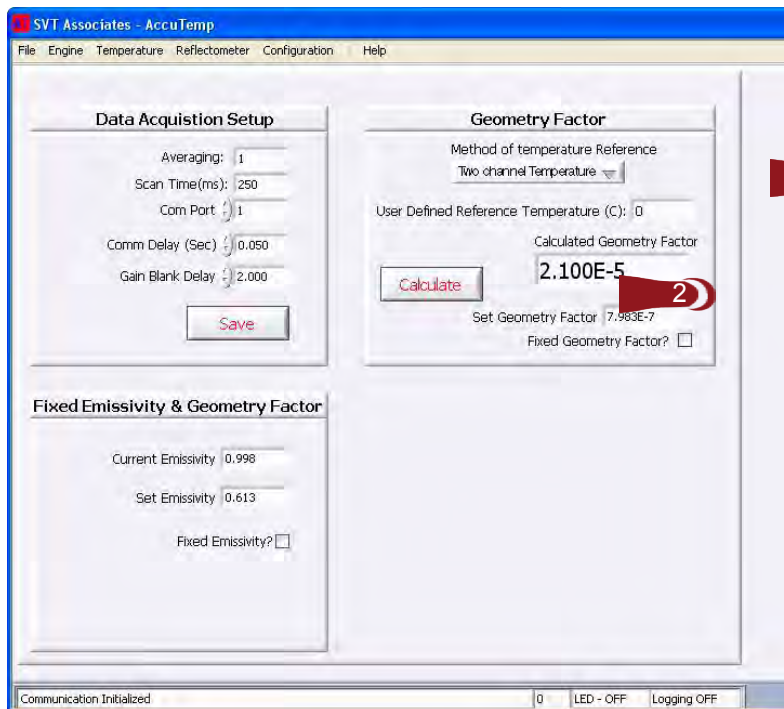 SVT Associates - AccuTemp
File Engine Temperature Reflectometer Configuration Help
Data Acquistion Setup
Averaging: 1
Scan Time(ms): 250
Com Port 1
Comm Delay (Sec) 0.050
Gain Blank Delay 2.000
Save
Geometry Factor
Method of temperature Reference
Two channel Temperature
User Defined Reference Temperature (C): 0
Calculated Geometry Factor
Calculate 2.100E-5
2
Set Geometry Factor 7.983E-7
Fixed Geometry Factor?
Fixed Emissivity & Geometry Factor
Current Emissivity 0.998
Set Emissivity 0.613
Fixed Emissivity?
Communication Initialized 0 LED - OFF Logging OFF